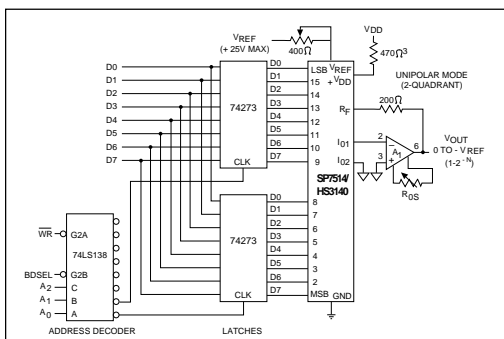 VREF
(+ 25V MAX)
400Ω
VDD
470Ω3
UNIPOLAR MODE
(2-QUADRANT)
200Ω
D0
D1
D2
D3
D4
D5
D6
D7
74273
CLK
D0
D1
D2
D3
D4
D5
D6
D7
LSB
15
14
13
12
11
10
9
VREF
+ VDD
RF
I01
I02
SP7514/
HS3140
2
3
6
A1
VOUT
0 TO - VREF
(1-2 -N)
ROS
74273
CLK
D0
D1
D2
D3
D4
D5
D6
D7
8
7
6
5
4
3
2
MSB
GND
WR
G2A
74LS138
BDSEL
G2B
A2
C
A1
B
A0
A
ADDRESS DECODER
LATCHES